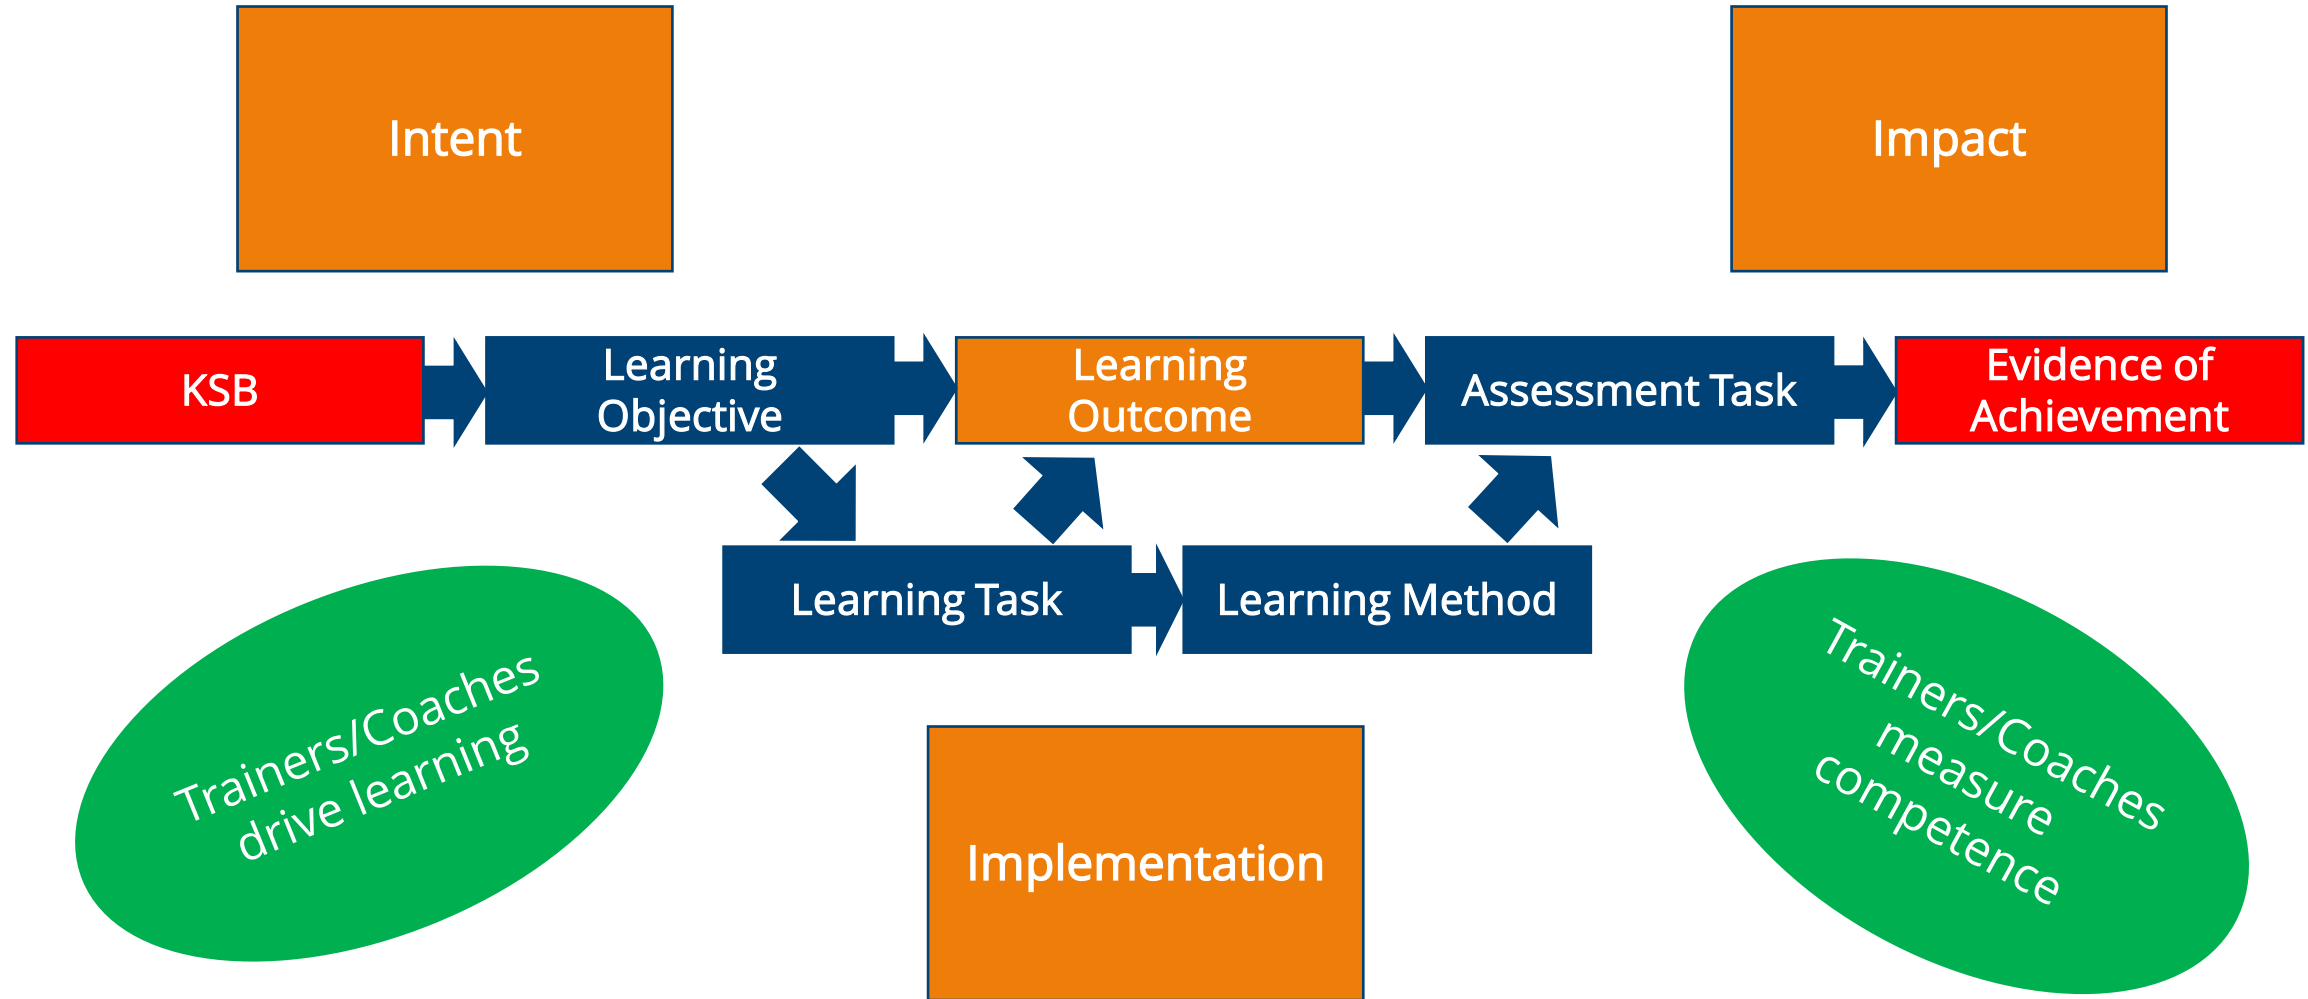 Intent
Impact
KSB
Learning
Objective
Learning
Outcome
Assessment Task
Evidence of
Achievement
Learning Task
Learning Method
Trainers/Coaches
drive learning
Trainers/Coaches
measure
competence
Implementation